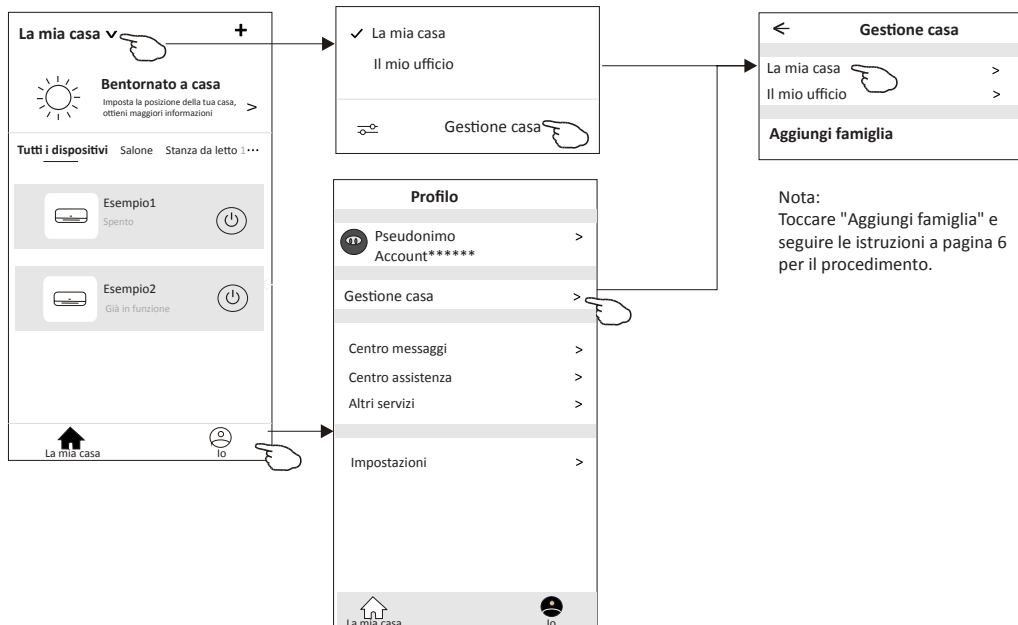 La mia casa
+
Bentornato a casa
Imposta la posizione della tua casa,
ottieni maggiori informazioni
>
Tutti i dispositivi Salone Stanza da letto 1···
Esempio1
Spento
Esempio2
Già in funzione
La mia casa
Io
✓ La mia casa
Il mio ufficio
Gestione casa
Profilo
Pseudonimo >
Account******
Gestione casa >
Centro messaggi >
Centro assistenza >
Altri servizi >
Impostazioni >
La mia casa
Io
Gestione casa
La mia casa >
Il mio ufficio >
Aggiungi famiglia
Nota:
Toccare "Aggiungi famiglia" e
seguire le istruzioni a pagina 6
per il procedimento.